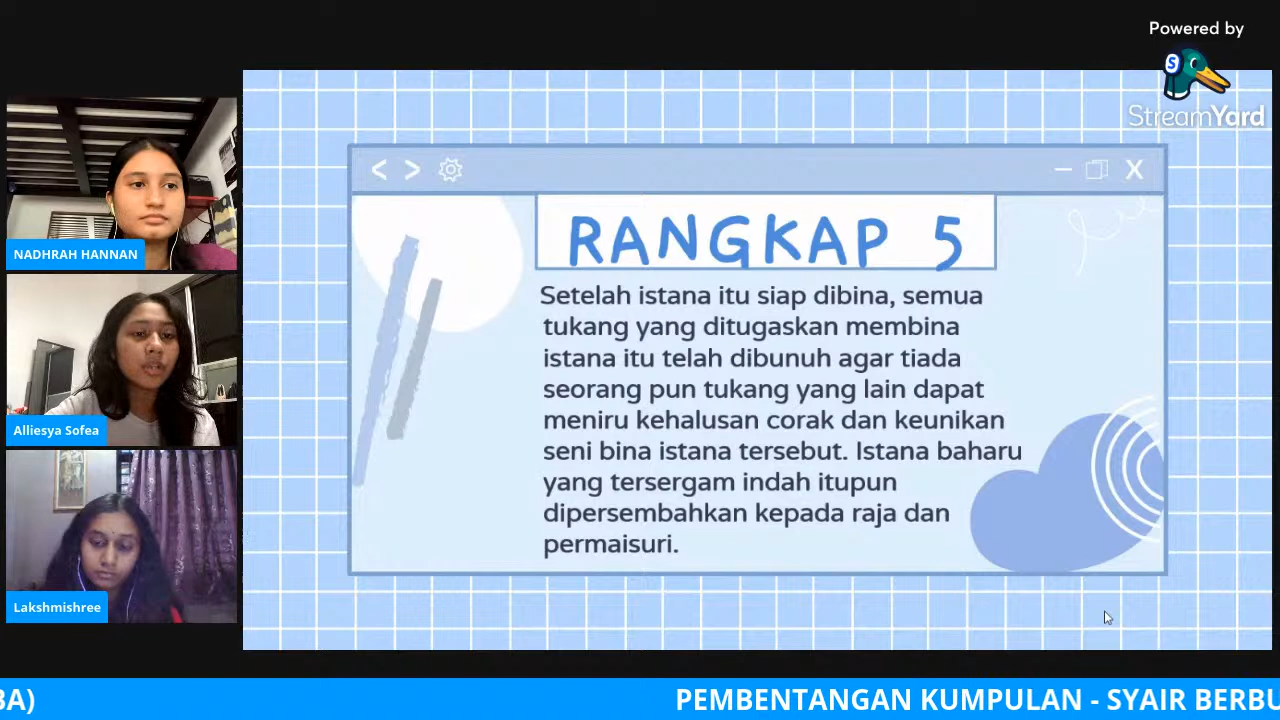 Powered by
S
StreamYard
NADHRAH HANNAN
Alliesya Sofea
Lakshmishree
< >
X
RANGKAP 5
Setelah istana itu siap dibina, semua
tukang yang ditugaskan membina
istana itu telah dibunuh agar tiada
seorang pun tukang yang lain dapat
meniru kehalusan corak dan keunikan
seni bina istana tersebut. Istana baharu
yang tersergam indah itupun
dipersembahkan kepada raja dan
permaisuri.
BA) PEMBENTANGAN KUMPULAN - SYAIR BERBU